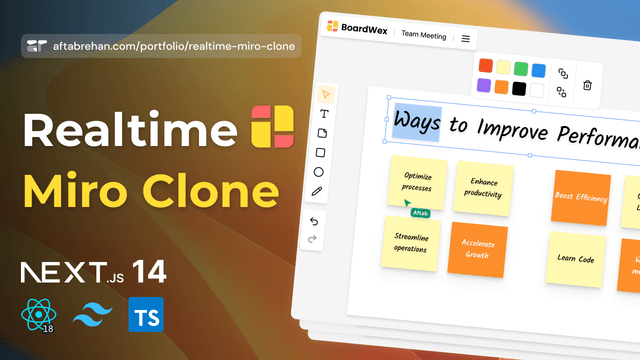 aftabrehan.com/portfolio/realtime-miro-clone
Realtime
Miro Clone
NEXT.JS 14
18
TS
BoardWex
Team Meeting
T
Ways to Improve Performa
Optimize
processes
Enhance
productivity
Boost Efficiency
Aftab
Streamline
operations
Accelerate
Growth
Learn Code